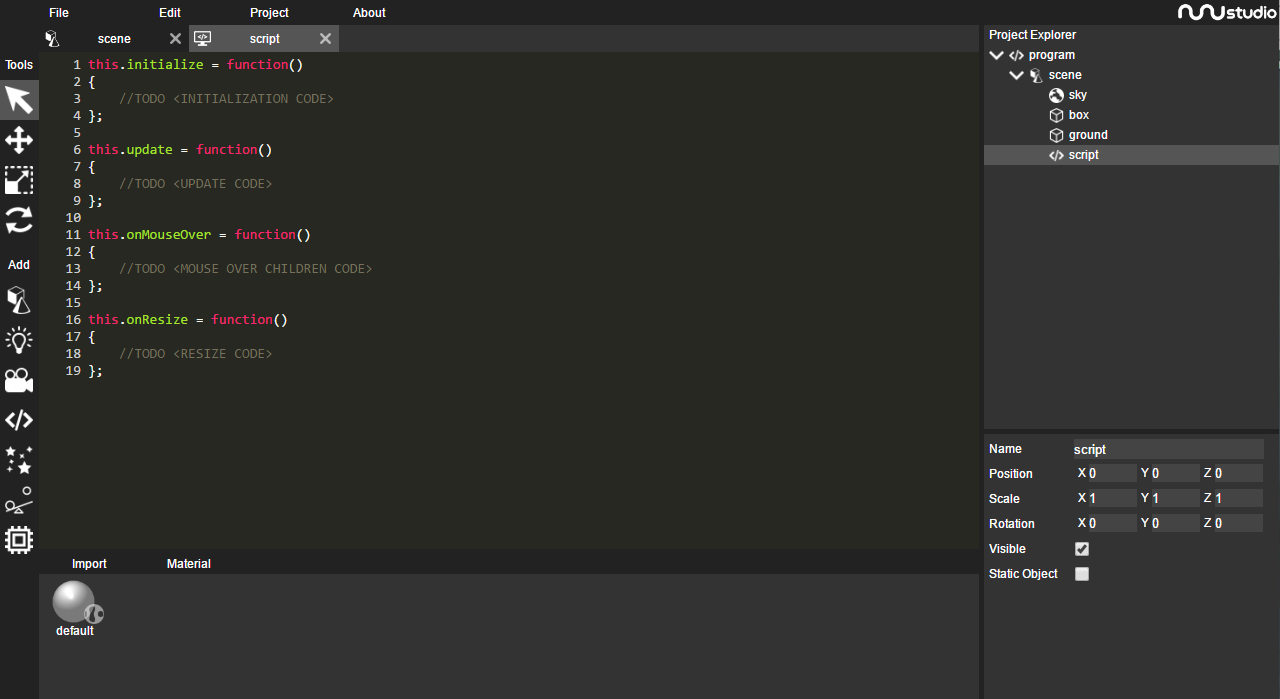 File Edit Project About
nunustudio
scene script
Tools
Add
1 this.initialize = function()
2 {
3     //TODO <INITIALIZATION CODE>
4 };
5
6 this.update = function()
7 {
8     //TODO <UPDATE CODE>
9 };
10
11 this.onMouseOver = function()
12 {
13     //TODO <MOUSE OVER CHILDREN CODE>
14 };
15
16 this.onResize = function()
17 {
18     //TODO <RESIZE CODE>
19 };
Import Material
default
Project Explorer
program
scene
sky
box
ground
script
Name script
Position X 0 Y 0 Z 0
Scale X 1 Y 1 Z 1
Rotation X 0 Y 0 Z 0
Visible
Static Object